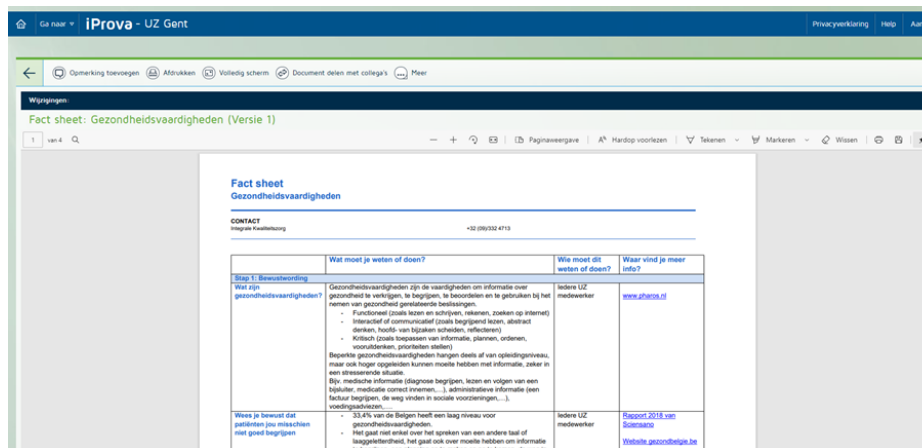 Ga naar iProva - UZ Gent Privacyverklaring Help
Opmerking toevoegen Afdrukken Volledig scherm Document delen met collega's Meer
Wijzigingen:
Fact sheet: Gezondheidsvaardigheden (Versie 1)
1 van 4 Paginaweergave Hardop voorlezen Tekenen Markeren Wissen
Fact sheet
Gezondheidsvaardigheden
CONTACT
Integrale Kwaliteitszorg +32 (09)/332 4713
Wat moet je weten of doen? Wie moet dit Waar vind je meer
weten of doen? info?
Stap 1: Bewustwording
Wat zijn
gezondheidsvaardigheden?
Gezondheidsvaardigheden zijn de vaardigheden om informatie over
gezondheid te verkrijgen, te begrijpen, te beoordelen en te gebruiken bij het
nemen van gezondheid gerelateerde beslissingen.
- Functioneel (zoals lezen en schrijven, rekenen, zoeken op internet)
- Interactief of communicatief (zoals begrijpend lezen, abstract
denken, hoofd- van bijzaken scheiden, reflecteren)
- Kritisch (zoals toepassen van informatie, plannen, ordenen,
vooruitdenken, prioriteiten stellen)
Beperkte gezondheidsvaardigheden hangen deels af van opleidingsniveau,
maar ook hoger opgeleiden kunnen moeite hebben met informatie, zeker in
een stresserende situatie.
Bijv. medische informatie (diagnose begrijpen, lezen en volgen van een
bijsluiter, medicatie correct innemen,...), administratieve informatie (een
factuur begrijpen, de weg vinden in sociale voorzieningen,...),
voedingsadviezen,....
Iedere UZ
medewerker
www.pharos.nl
Wees je bewust dat
patiënten jou misschien
niet goed begrijpen
- 33,4% van de Belgen heeft een laag niveau voor
gezondheidsvaardigheden.
- Het gaat niet enkel over het spreken van een andere taal of
laaggeletterdheid, het gaat ook over moeite hebben om informatie
Iedere UZ
medewerker
Rapport 2018 van
Sciensano
Website gezondbelgie.be